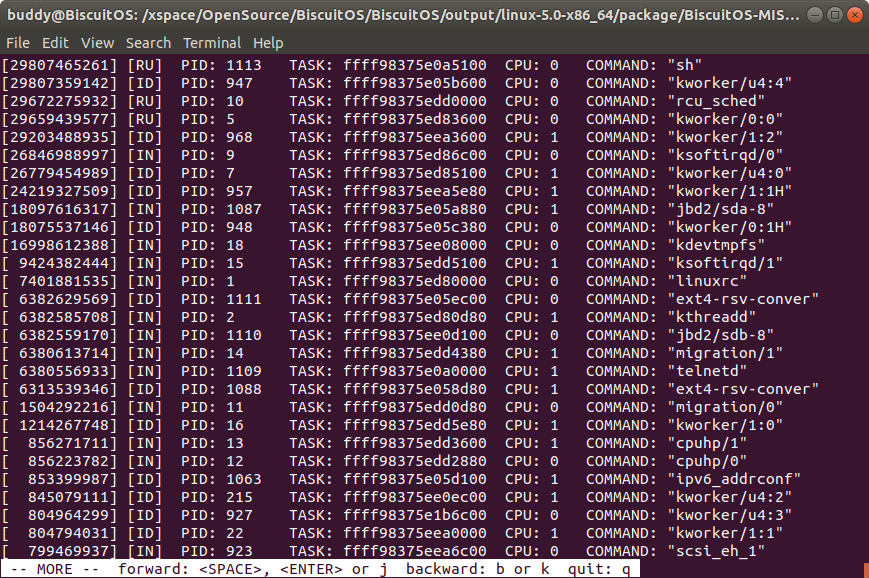 buddy@BiscuitOS: /xspace/OpenSource/BiscuitOS/BiscuitOS/output/linux-5.0-x86_64/package/BiscuitOS-MIS...
File Edit View Search Terminal Help
[29807465261] [RU]  PID: 1113   TASK: ffff98375e0a5100  CPU: 0   COMMAND: "sh"
[29807359142] [ID]  PID: 947    TASK: ffff98375e05b600  CPU: 0   COMMAND: "kworker/u4:4"
[29672275932] [RU]  PID: 10     TASK: ffff98375edd0000  CPU: 0   COMMAND: "rcu_sched"
[29659439577] [RU]  PID: 5      TASK: ffff98375ed83600  CPU: 0   COMMAND: "kworker/0:0"
[29203488935] [ID]  PID: 968    TASK: ffff98375eea3600  CPU: 1   COMMAND: "kworker/1:2"
[26846988997] [IN]  PID: 9      TASK: ffff98375ed86c00  CPU: 0   COMMAND: "ksoftirqd/0"
[26779454989] [ID]  PID: 7      TASK: ffff98375ed85100  CPU: 1   COMMAND: "kworker/u4:0"
[24219327509] [ID]  PID: 957    TASK: ffff98375eea5e80  CPU: 1   COMMAND: "kworker/1:1H"
[18097616317] [IN]  PID: 1087   TASK: ffff98375e05a880  CPU: 1   COMMAND: "jbd2/sda-8"
[18075537146] [ID]  PID: 948    TASK: ffff98375e05c380  CPU: 0   COMMAND: "kworker/0:1H"
[16998612388] [IN]  PID: 18     TASK: ffff98375ee08000  CPU: 0   COMMAND: "kdevtmpfs"
[ 9424382444] [IN]  PID: 15     TASK: ffff98375edd5100  CPU: 1   COMMAND: "ksoftirqd/1"
[ 7401881535] [IN]  PID: 1      TASK: ffff98375ed80000  CPU: 0   COMMAND: "linuxrc"
[ 6382629569] [ID]  PID: 1111   TASK: ffff98375e05ec00  CPU: 0   COMMAND: "ext4-rsv-conver"
[ 6382585708] [IN]  PID: 2      TASK: ffff98375ed80d80  CPU: 1   COMMAND: "kthreadd"
[ 6382559170] [IN]  PID: 1110   TASK: ffff98375ee0d100  CPU: 0   COMMAND: "jbd2/sdb-8"
[ 6380613714] [IN]  PID: 14     TASK: ffff98375edd4380  CPU: 1   COMMAND: "migration/1"
[ 6380556933] [IN]  PID: 1109   TASK: ffff98375e0a0000  CPU: 1   COMMAND: "telnetd"
[ 6313539346] [ID]  PID: 1088   TASK: ffff98375e058d80  CPU: 1   COMMAND: "ext4-rsv-conver"
[ 1504292216] [IN]  PID: 11     TASK: ffff98375edd0d80  CPU: 0   COMMAND: "migration/0"
[ 1214267748] [ID]  PID: 16     TASK: ffff98375edd5e80  CPU: 1   COMMAND: "kworker/1:0"
[  856271711] [IN]  PID: 13     TASK: ffff98375edd3600  CPU: 1   COMMAND: "cpuhp/1"
[  856223782] [IN]  PID: 12     TASK: ffff98375edd2880  CPU: 0   COMMAND: "cpuhp/0"
[  853399987] [ID]  PID: 1063   TASK: ffff98375e05d100  CPU: 1   COMMAND: "ipv6_addrconf"
[  845079111] [ID]  PID: 215    TASK: ffff98375ee0ec00  CPU: 1   COMMAND: "kworker/u4:2"
[  804964299] [ID]  PID: 927    TASK: ffff98375e1b6c00  CPU: 0   COMMAND: "kworker/u4:3"
[  804794031] [ID]  PID: 22     TASK: ffff98375eea0000  CPU: 1   COMMAND: "kworker/1:1"
[  799469937] [IN]  PID: 923    TASK: ffff98375eea6c00  CPU: 0   COMMAND: "scsi_eh_1"
-- MORE --  forward: <SPACE>, <ENTER> or j  backward: b or k  quit: q